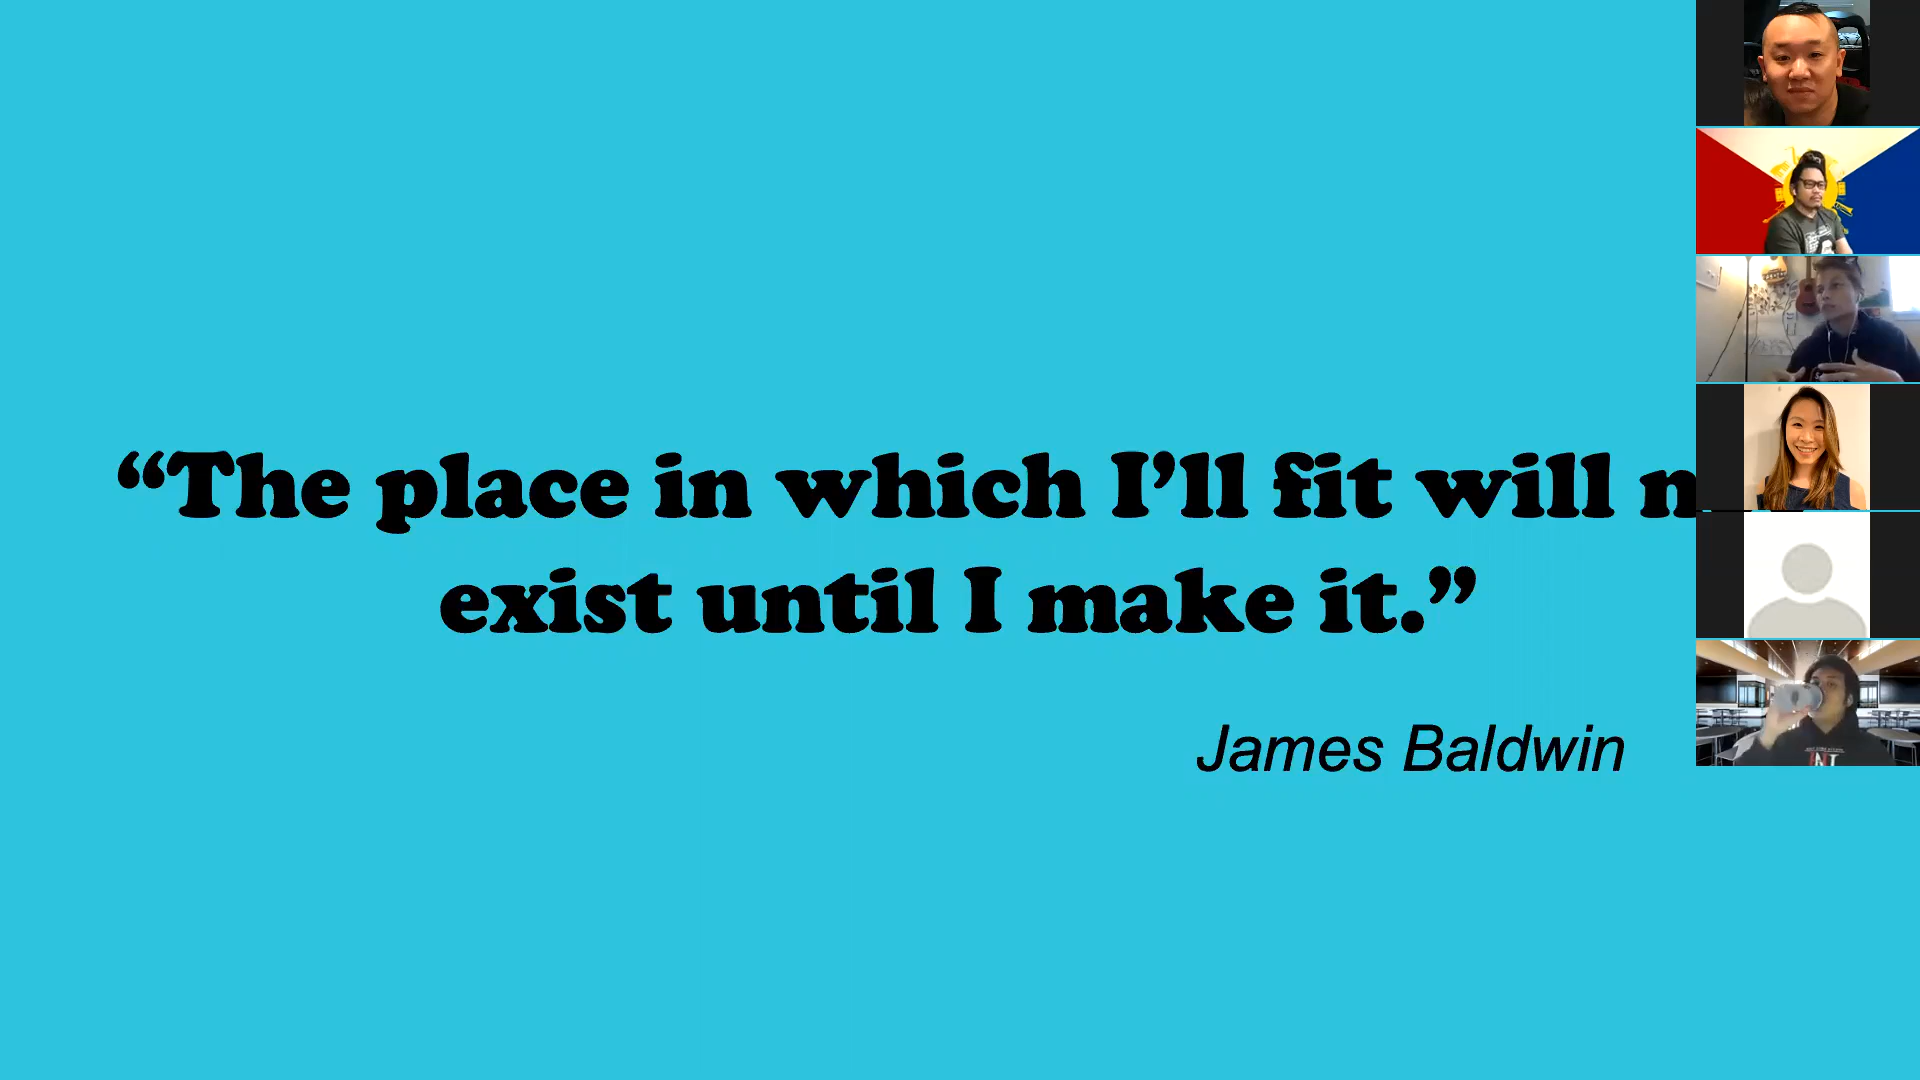 “The place in which I’ll fit will
exist until I make it.”
James Baldwin